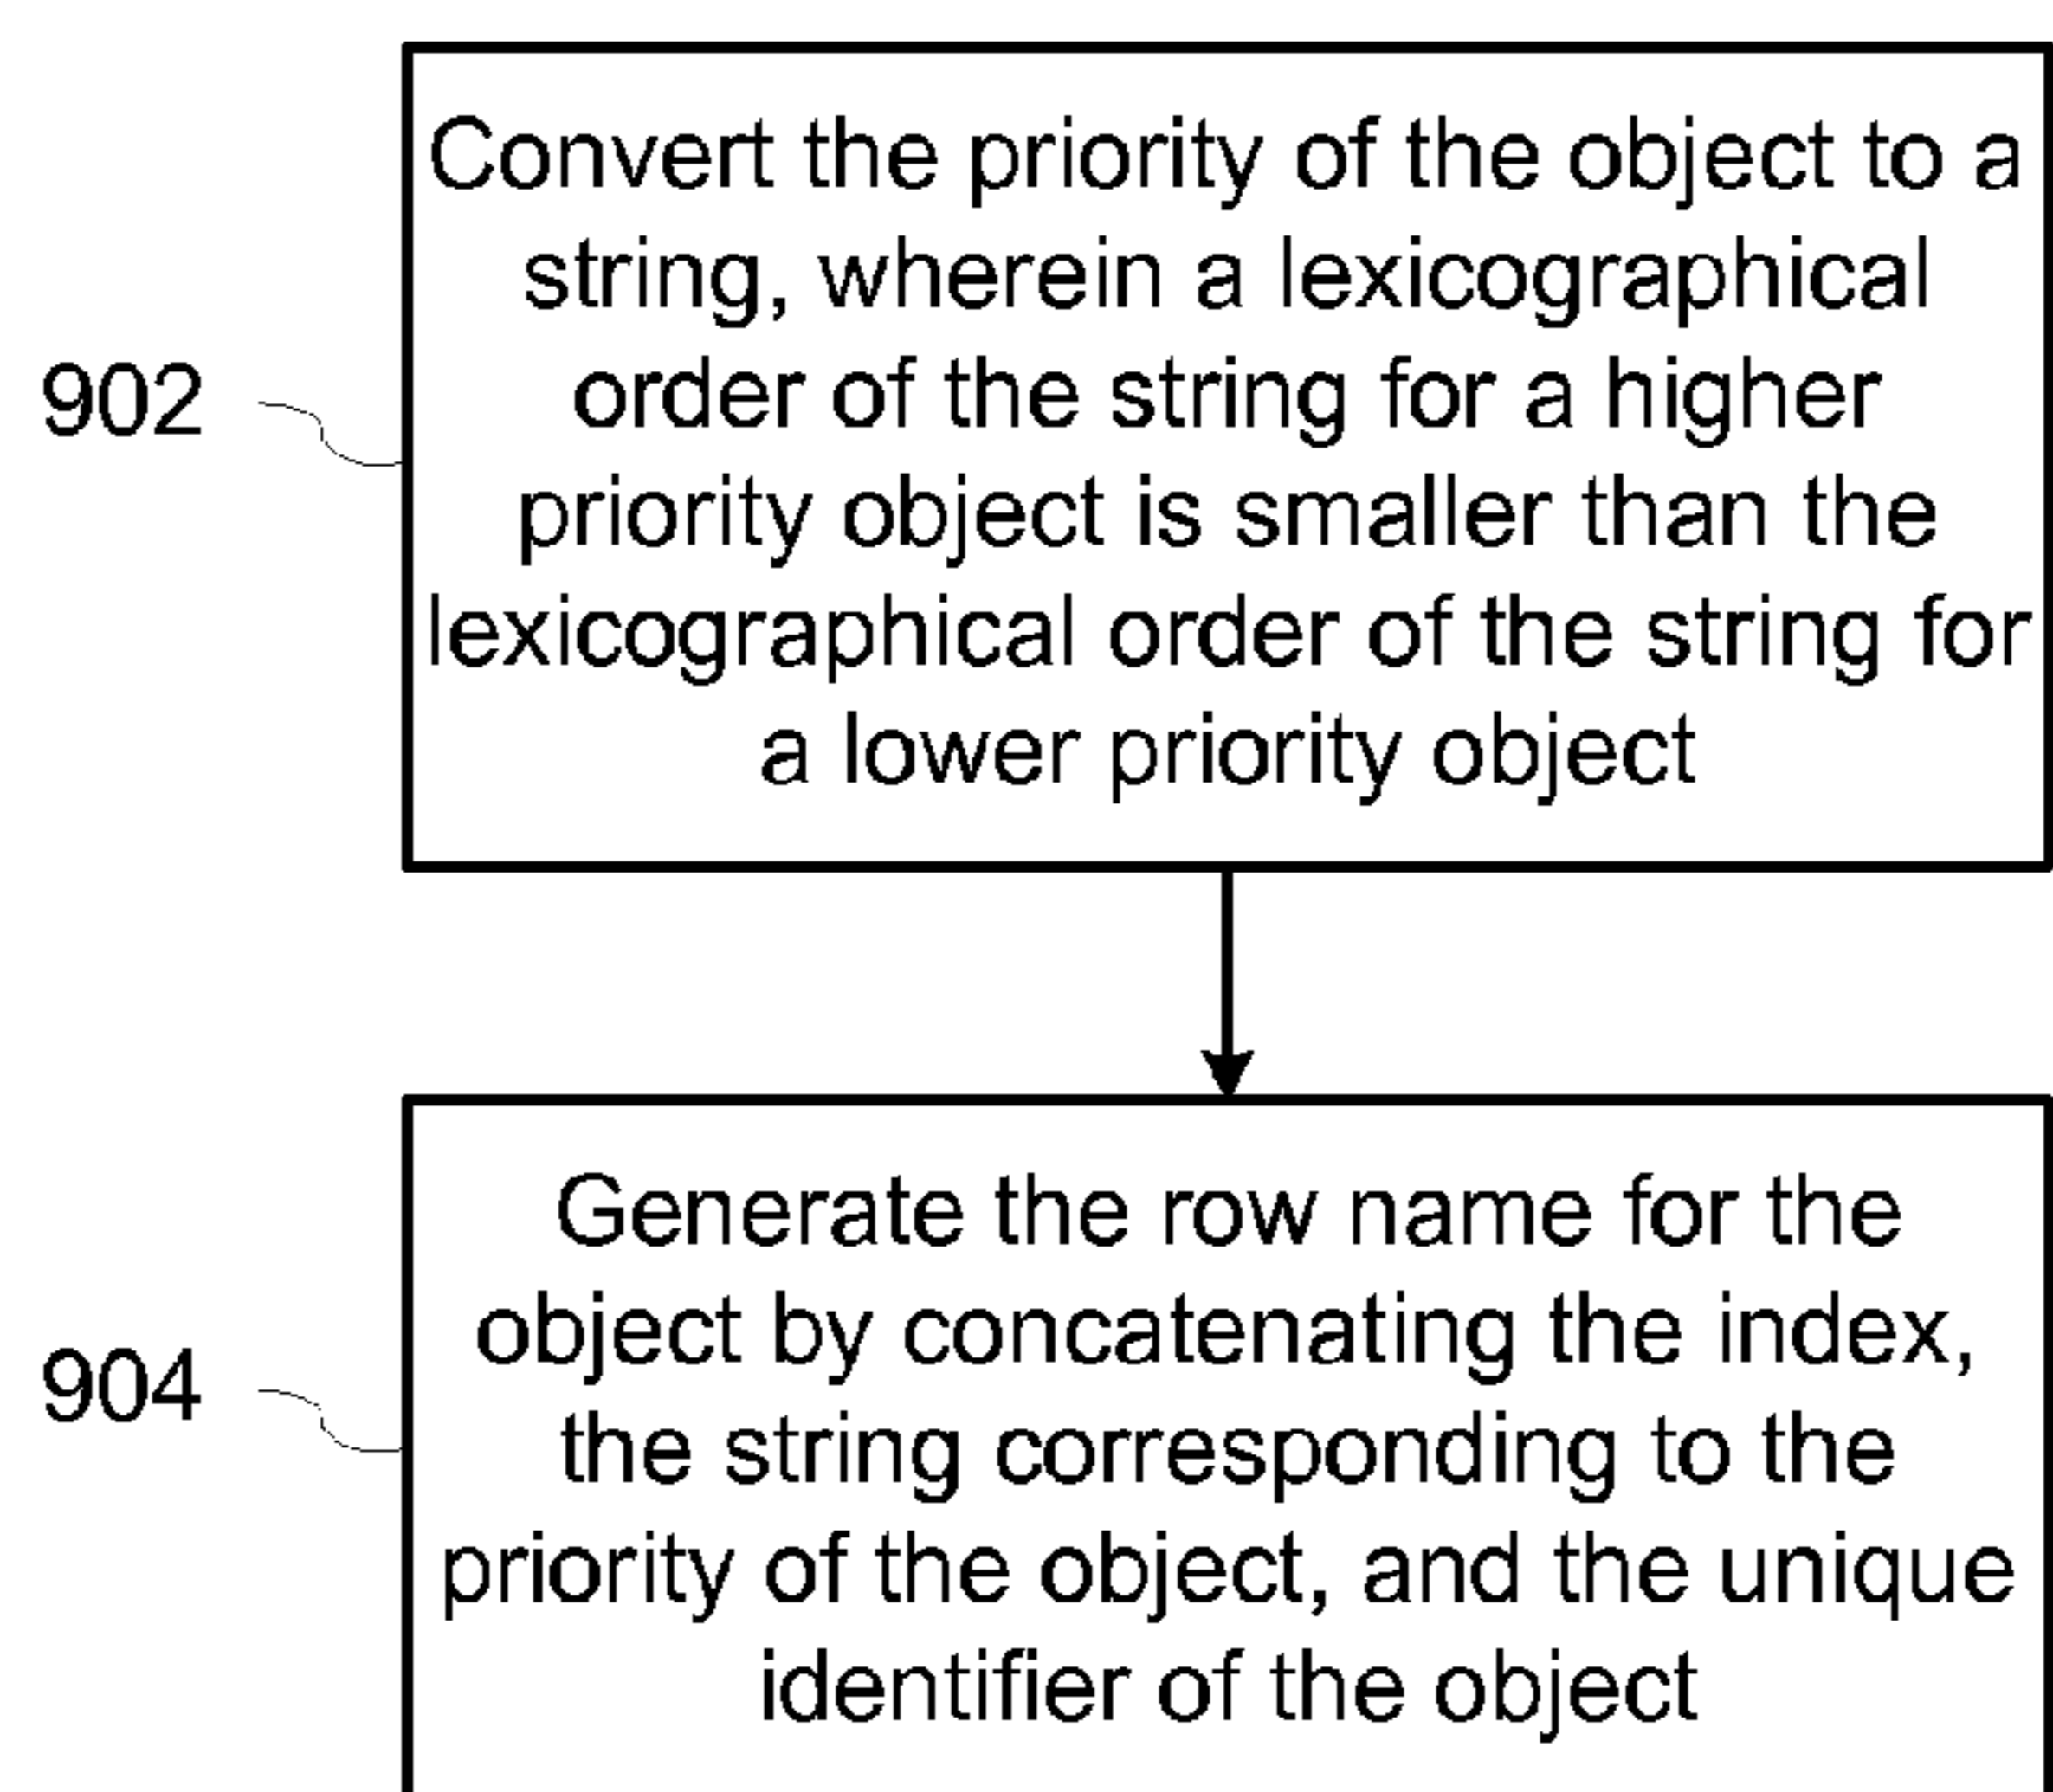 Convert the priority of the object to a
string, wherein a lexicographical
order of the string for a higher
priority object is smaller than the
lexicographical order of the string for
a lower priority object
902
Generate the row name for the
object by concatenating the index,
the string corresponding to the
priority of the object, and the unique
identifier of the object
904